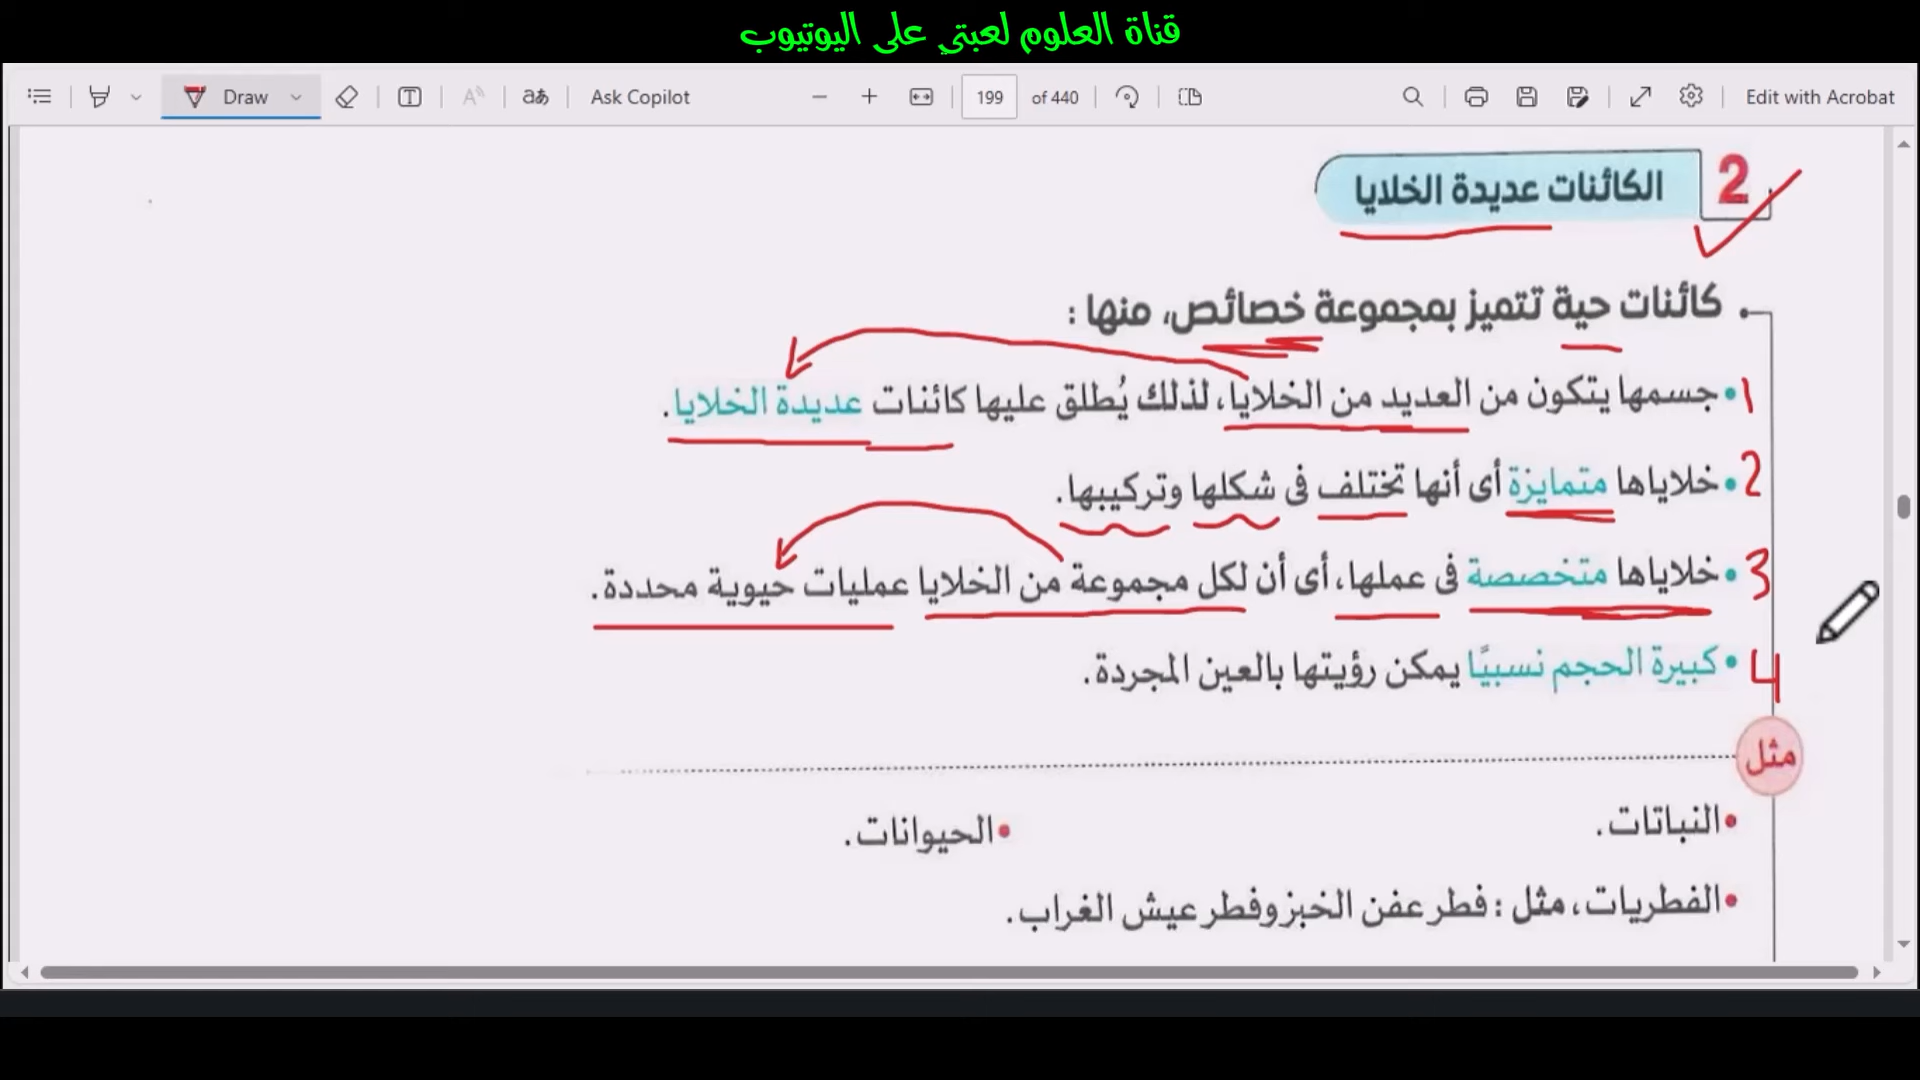 قناة العلوم لعبتي على اليوتيوب
Draw aあ Ask Copilot 199 of 440 Edit with Acrobat
2 الكائنات عديدة الخلايا
كائنات حية تتميز بمجموعة خصائص، منها :
1 • جسمها يتكون من العديد من الخلايا، لذلك يُطلق عليها كائنات عديدة الخلايا.
2 • خلاياها متمايزة أى أنها تختلف فى شكلها وتركيبها.
3 • خلاياها متخصصة فى عملها، أى أن لكل مجموعة من الخلايا عمليات حيوية محددة.
4 • كبيرة الحجم نسبيًا يمكن رؤيتها بالعين المجردة.
مثل
• النباتات. • الحيوانات.
• الفطريات، مثل : فطر عفن الخبز وفطر عيش الغراب.